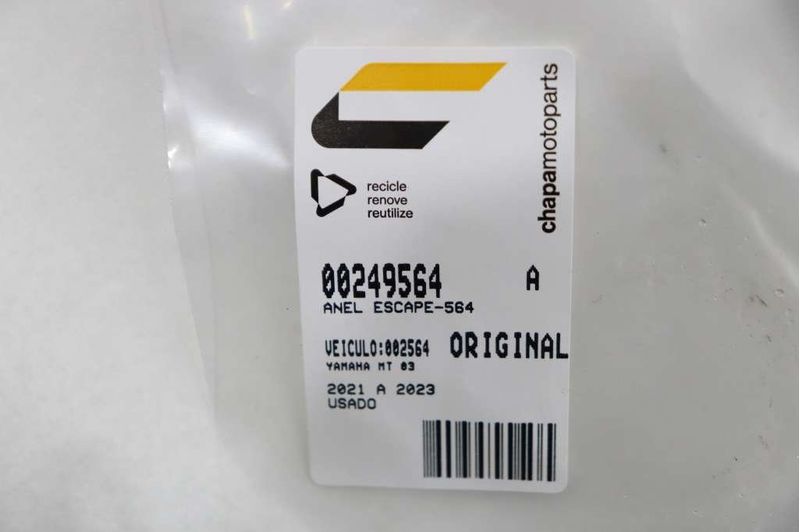 chapamotoparts
recicle
renove
reutilize
00249564 A
ANEL ESCAPE-564
VEICULO:002564 ORIGINAL
YAMAHA MT 03
2021 A 2023
USADO